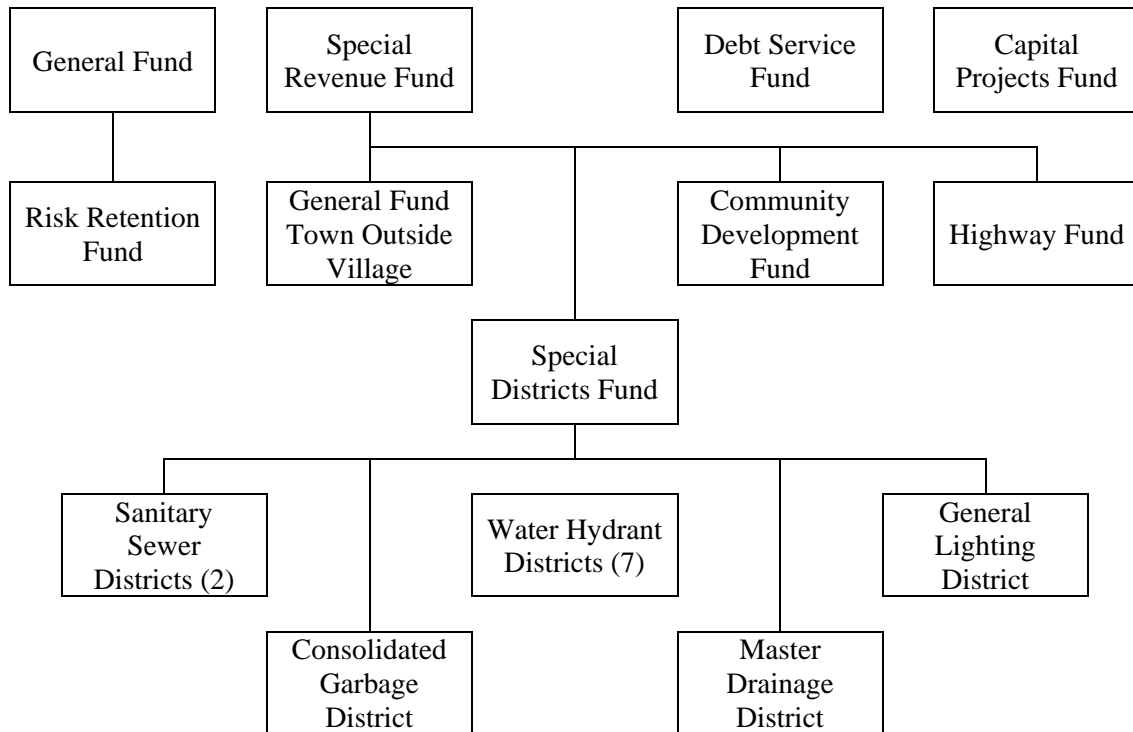 General Fund
Special
Revenue Fund
Debt Service
Fund
Capital
Projects Fund
Risk Retention
Fund
General Fund
Town Outside
Village
Community
Development
Fund
Highway Fund
Special
Districts Fund
Sanitary
Sewer
Districts (2)
Water Hydrant
Districts (7)
General
Lighting
District
Consolidated
Garbage
District
Master
Drainage
District